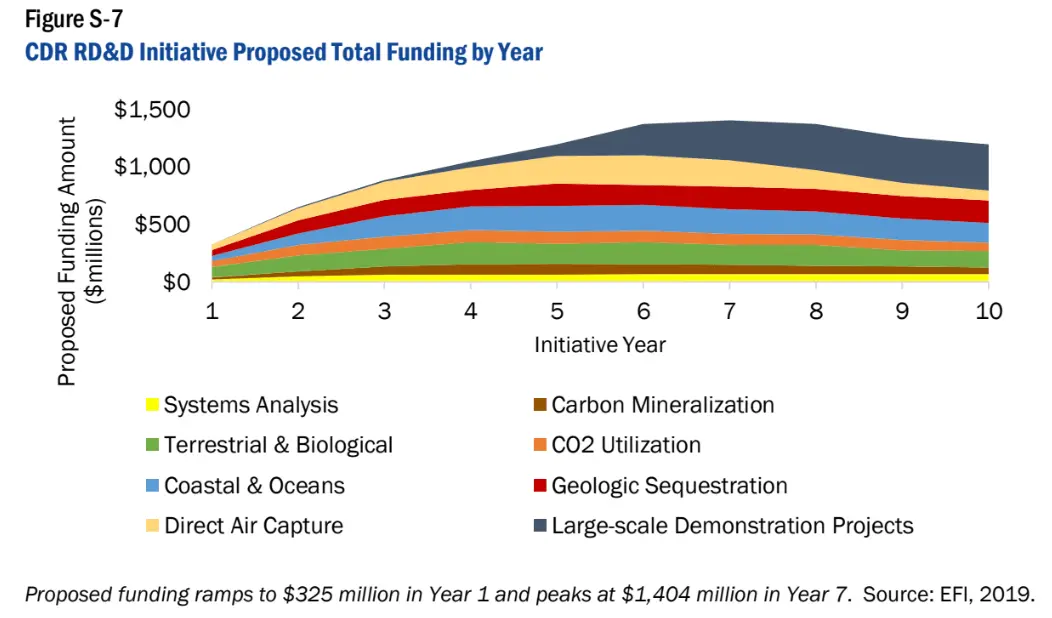 Figure S-7
CDR RD&D Initiative Proposed Total Funding by Year
Proposed Funding Amount
($millions)
$1,500
$1,000
$500
$0
1 2 3 4 5 6 7 8 9 10
Initiative Year
Systems Analysis
Carbon Mineralization
Terrestrial & Biological
CO2 Utilization
Coastal & Oceans
Geologic Sequestration
Direct Air Capture
Large-scale Demonstration Projects
Proposed funding ramps to $325 million in Year 1 and peaks at $1,404 million in Year 7. Source: EFI, 2019.